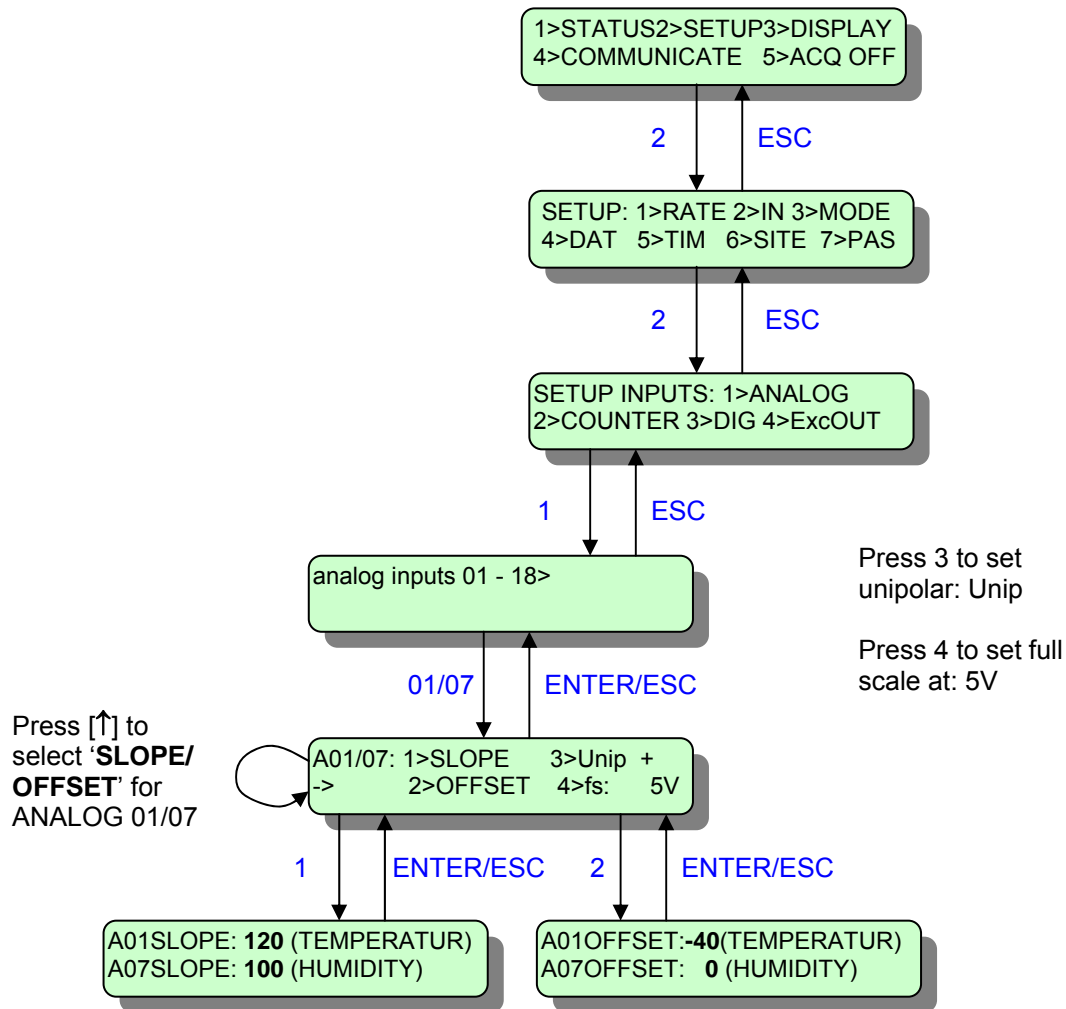 1>STATUS2>SETUP3>DISPLAY
4>COMMUNICATE 5>ACQ OFF
2
ESC
SETUP: 1>RATE 2>IN 3>MODE
4>DAT 5>TIM 6>SITE 7>PAS
2
ESC
SETUP INPUTS: 1>ANALOG
2>COUNTER 3>DIG 4>ExcOUT
1
ESC
analog inputs 01 - 18>
Press 3 to set
unipolar: Unip
Press 4 to set full
scale at: 5V
01/07
ENTER/ESC
Press [↑] to
select ‘SLOPE/
OFFSET’ for
ANALOG 01/07
A01/07: 1>SLOPE 3>Unip +
-> 2>OFFSET 4>fs: 5V
1
ENTER/ESC
2
ENTER/ESC
A01SLOPE: 120 (TEMPERATUR)
A07SLOPE: 100 (HUMIDITY)
A01OFFSET:-40(TEMPERATUR)
A07OFFSET: 0 (HUMIDITY)